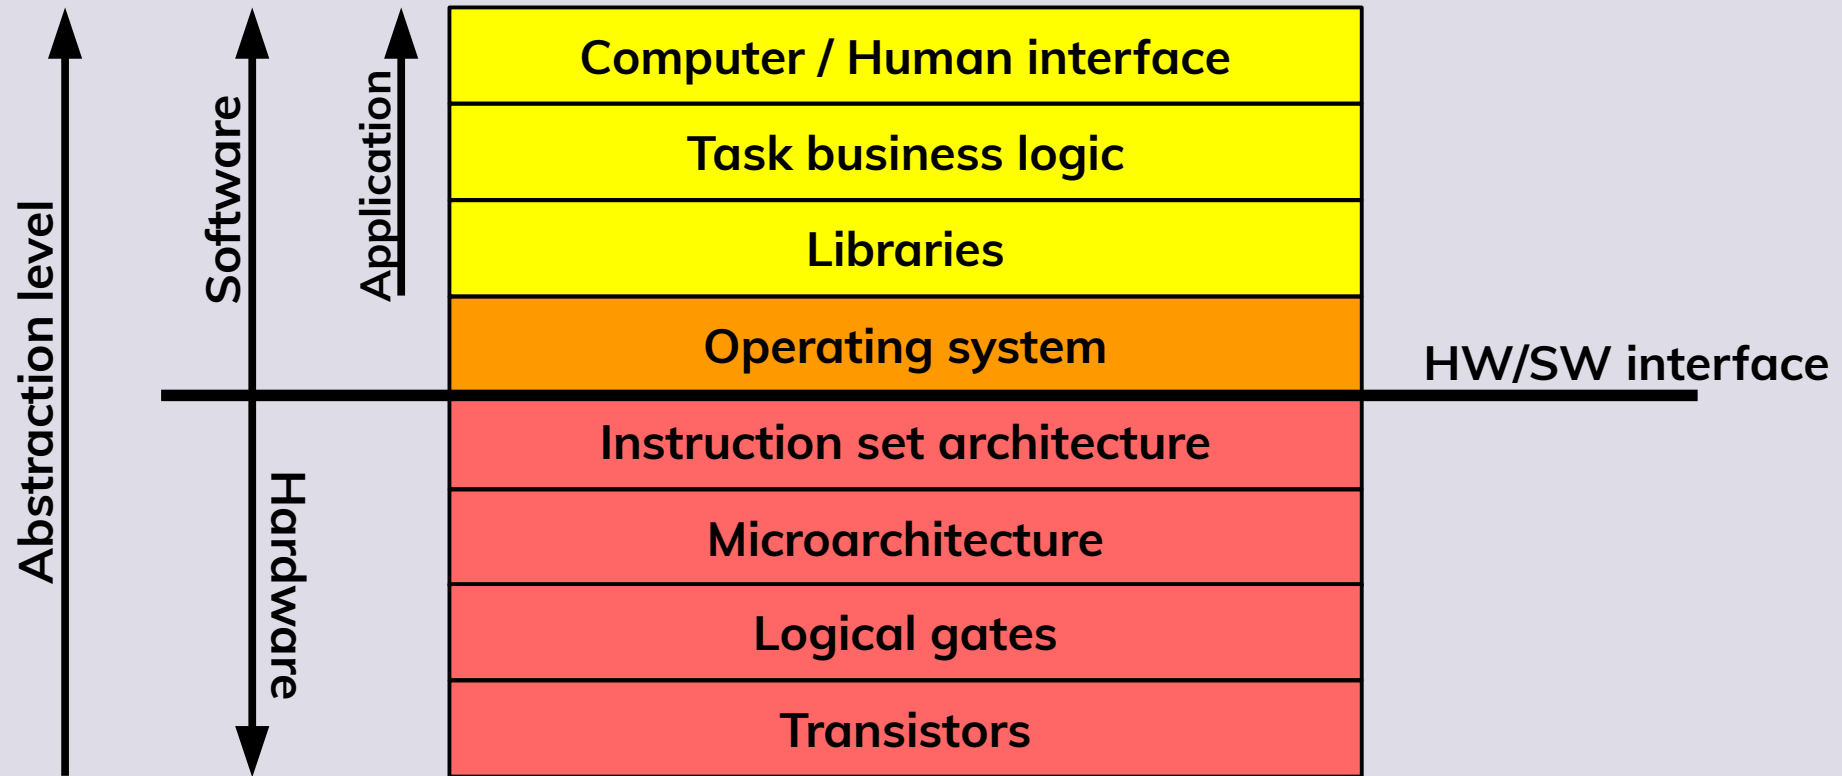 Abstraction level
Software
Application
Hardware
Computer / Human interface
Task business logic
Libraries
Operating system
HW/SW interface
Instruction set architecture
Microarchitecture
Logical gates
Transistors